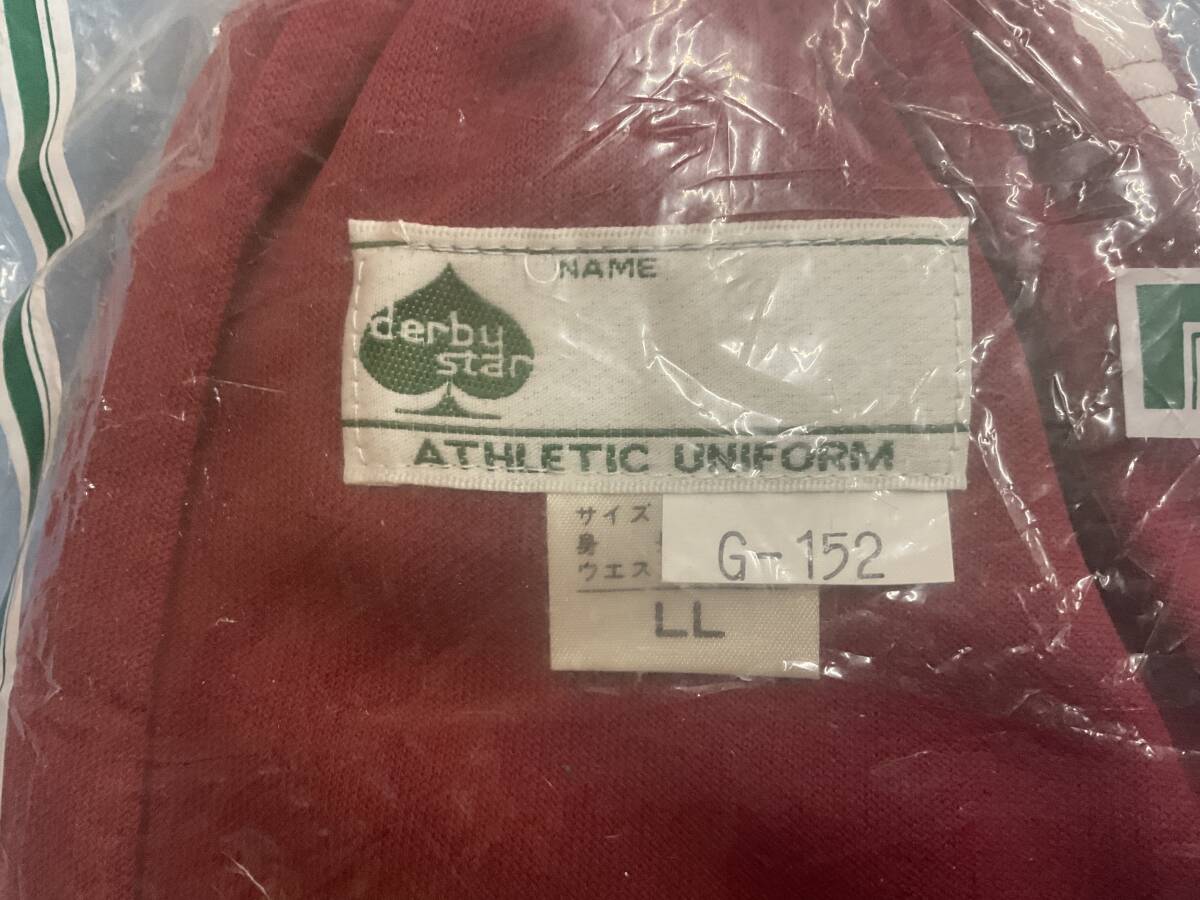 NAME
derby
star
ATHLETIC UNIFORM
サイズ
身
ウエス
G-152
LL